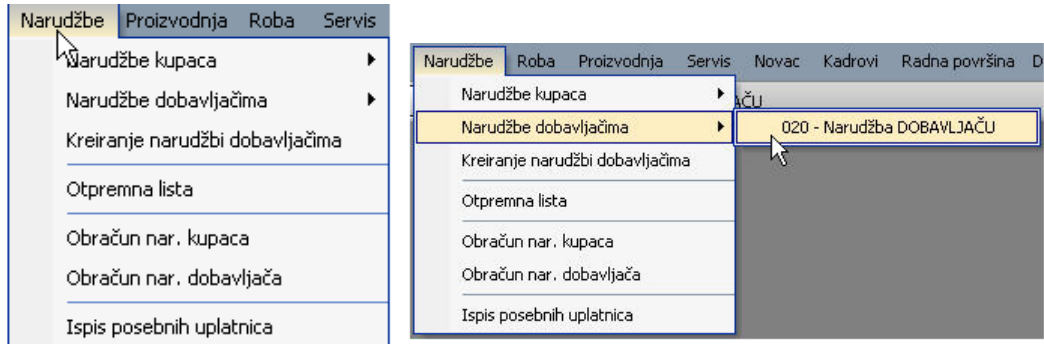 Narudžbe Proizvodnja Roba Servis
Narudžbe kupaca
Narudžbe dobavljačima
Kreiranje narudžbi dobavljačima
Otpremna lista
Obračun nar. kupaca
Obračun nar. dobavljača
Ispis posebnih uplatnica
Narudžbe Roba Proizvodnja Servis Novac Kadrovi Radna površina
Narudžbe kupaca
Narudžbe dobavljačima
020 - Narudžba DOBAVLJAČU
Kreiranje narudžbi dobavljačima
Otpremna lista
Obračun nar. kupaca
Obračun nar. dobavljača
Ispis posebnih uplatnica